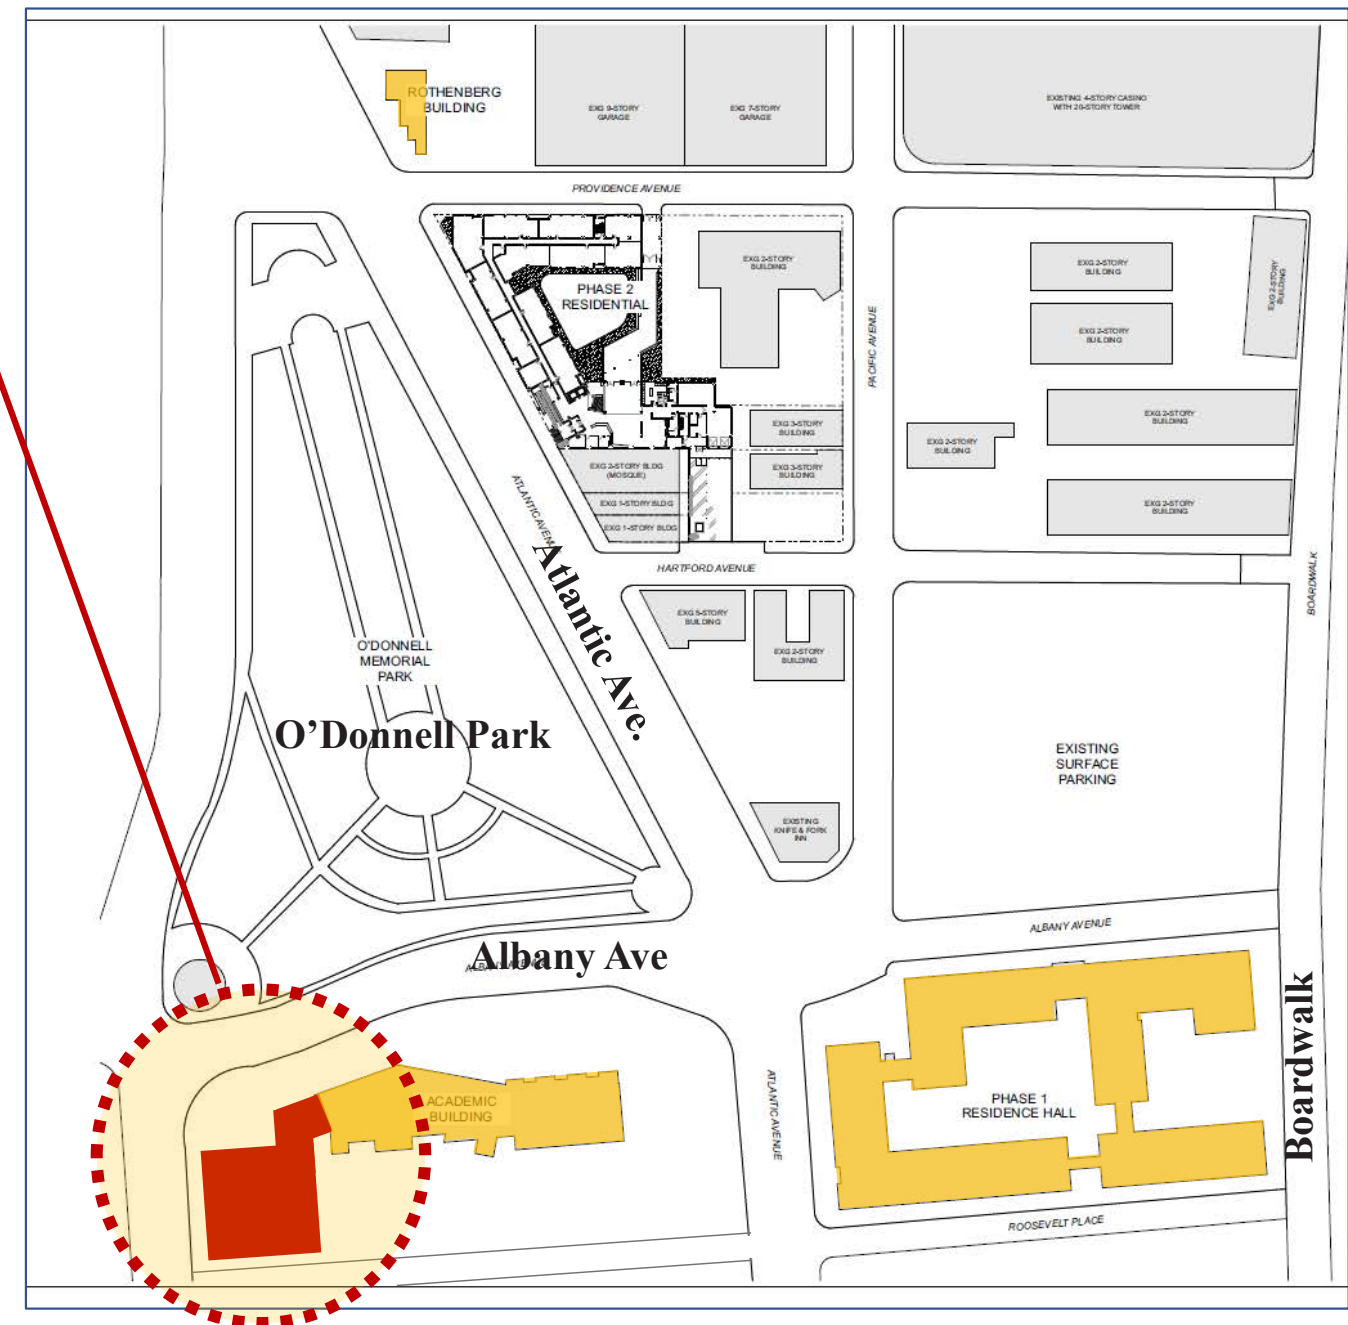 ROTHENBERG
BUILDING
EXG 9-STORY
GARAGE
EXG 7-STORY
GARAGE
EXISTING 4-STORY CASINO
WITH 20-STORY TOWER
PROVIDENCE AVENUE
PHASE 2
RESIDENTIAL
EXG 2-STORY
BUILDING
EXG 2-STORY
BUILDING
EXG 2-STORY
BUILDING
EXG 2-STORY
BUILDING
PACIFIC AVENUE
EXG 3-STORY
BUILDING
EXG 3-STORY
BUILDING
EXG 2-STORY
BUILDING
EXG 2-STORY
BUILDING
EXG 2-STORY
BUILDING
EXG 2-STORY BLDG
(MOSQUE)
EXG 1-STORY BLDG
EXG 1-STORY BLDG
ATLANTIC AVENUE
Atlantic Ave.
HARTFORD AVENUE
BOARDWALK
EXG 5-STORY
BUILDING
EXG 2-STORY
BUILDING
O'DONNELL
MEMORIAL
PARK
O’Donnell Park
EXISTING
SURFACE
PARKING
EXISTING
KNIFE & FORK
INN
ALBANY AVENUE
Albany Ave
ALBANY AVENUE
Boardwalk
ACADEMIC
BUILDING
ATLANTIC AVENUE
PHASE 1
RESIDENCE HALL
ROOSEVELT PLACE